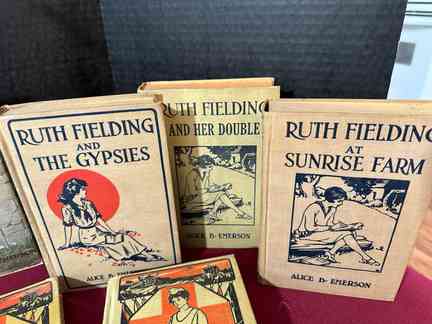 RUTH FIELDING
AND
THE GYPSIES
ALICE B. EMERSON
RUTH FIELDING
AND HER DOUBLE
ALICE B. EMERSON
RUTH FIELDING
AT
SUNRISE FARM
ALICE B. EMERSON